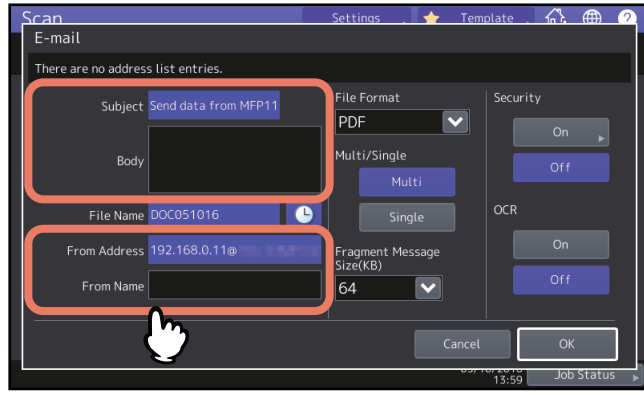 Scan
Settings
Template
E-mail
There are no address list entries.
Subject Send data from MFP11
Body
File Name DOC051016
From Address 192.168.0.11@
From Name
File Format
PDF
Multi/Single
Multi
Single
Fragment Message
Size(KB)
64
Security
On
Off
OCR
On
Off
Cancel
OK
13:59
Job Status